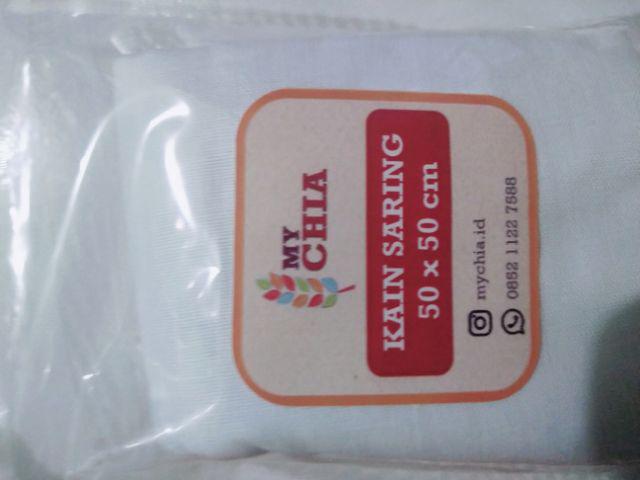 MY
CHIA
KAIN SARING
50 x 50 cm
mychia.id
0852 1122 7588